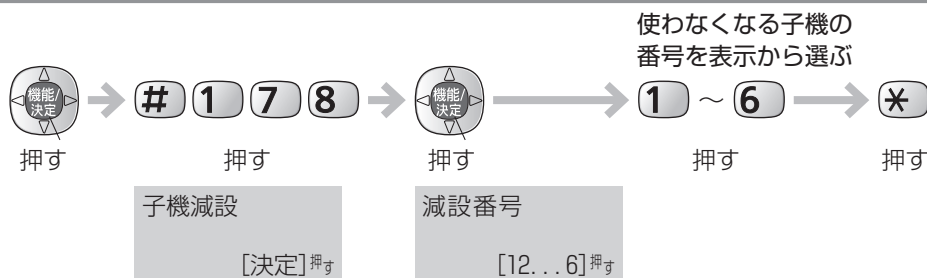 使わなくなる子機の
番号を表示から選ぶ
機能/決定 # 1 7 8 機能/決定 1 ～ 6 ＊
押す 押す 押す 押す 押す
子機減設 減設番号
[決定]押す [12...6]押す